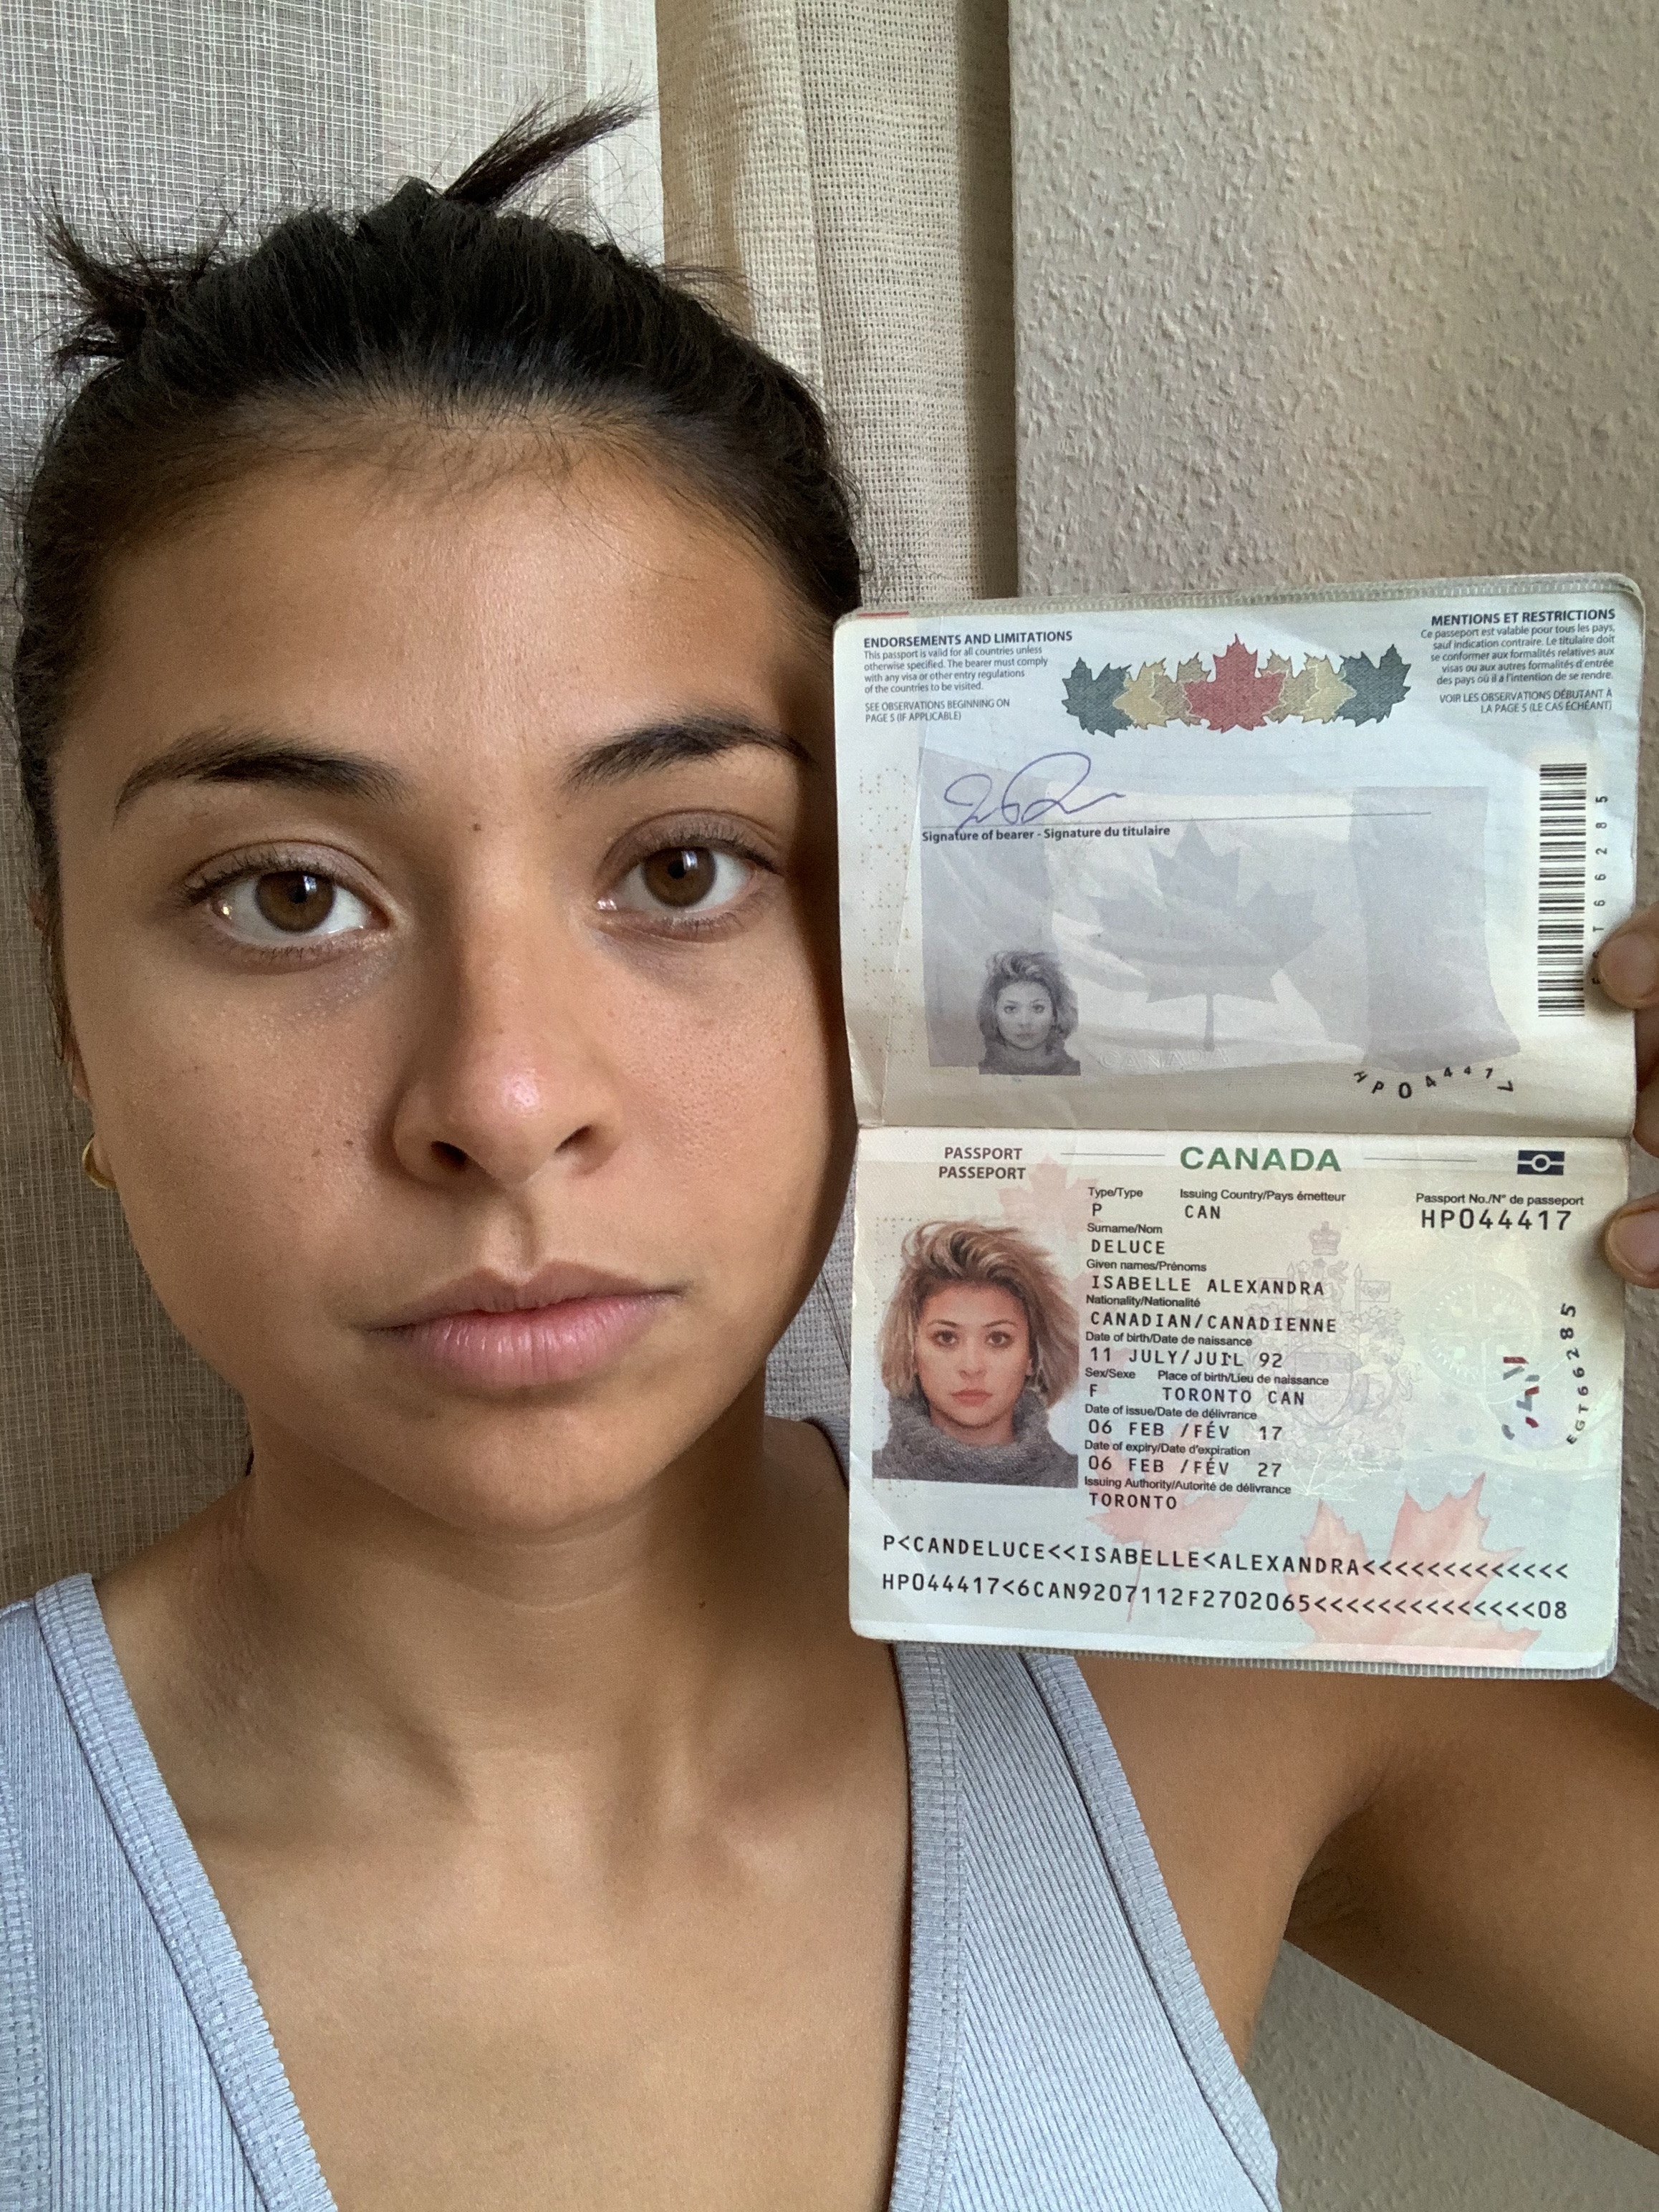 ENDORSEMENTS AND LIMITATIONS
This passport is valid for all countries unless
otherwise specified. The bearer must comply
with any visa or other entry regulations
of the countries to be visited.
SEE OBSERVATIONS BEGINNING ON
PAGE 5 (IF APPLICABLE)
MENTIONS ET RESTRICTIONS
Ce passeport est valable pour tous les pays,
sauf indication contraire. Le titulaire doit
se conformer aux formalités relatives aux
visas ou aux autres formalités d'entrée
des pays où il a l'intention de se rendre.
VOIR LES OBSERVATIONS DÉBUTANT À
LA PAGE 5 (LE CAS ÉCHÉANT)
Signature of bearer - Signature du titulaire
T66285
CANADA
HP044417
PASSPORT
PASSEPORT
CANADA
Type/Type
P
Issuing Country/Pays émetteur
CAN
Passport No./N° de passeport
HP044417
Surname/Nom
DELUCE
Given names/Prénoms
ISABELLE ALEXANDRA
Nationality/Nationalité
CANADIAN/CANADIENNE
Date of birth/Date de naissance
11 JULY/JUIL 92
Sex/Sexe
F
Place of birth/Lieu de naissance
TORONTO CAN
Date of issue/Date de délivrance
06 FEB /FÉV 17
Date of expiry/Date d'expiration
06 FEB /FÉV 27
Issuing Authority/Autorité de délivrance
TORONTO
EGT66285
P<CANDELUCE<<ISABELLE<ALEXANDRA<<<<<<<<<<<<<
HP044417<6CAN9207112F2702065<<<<<<<<<<<<<<<08